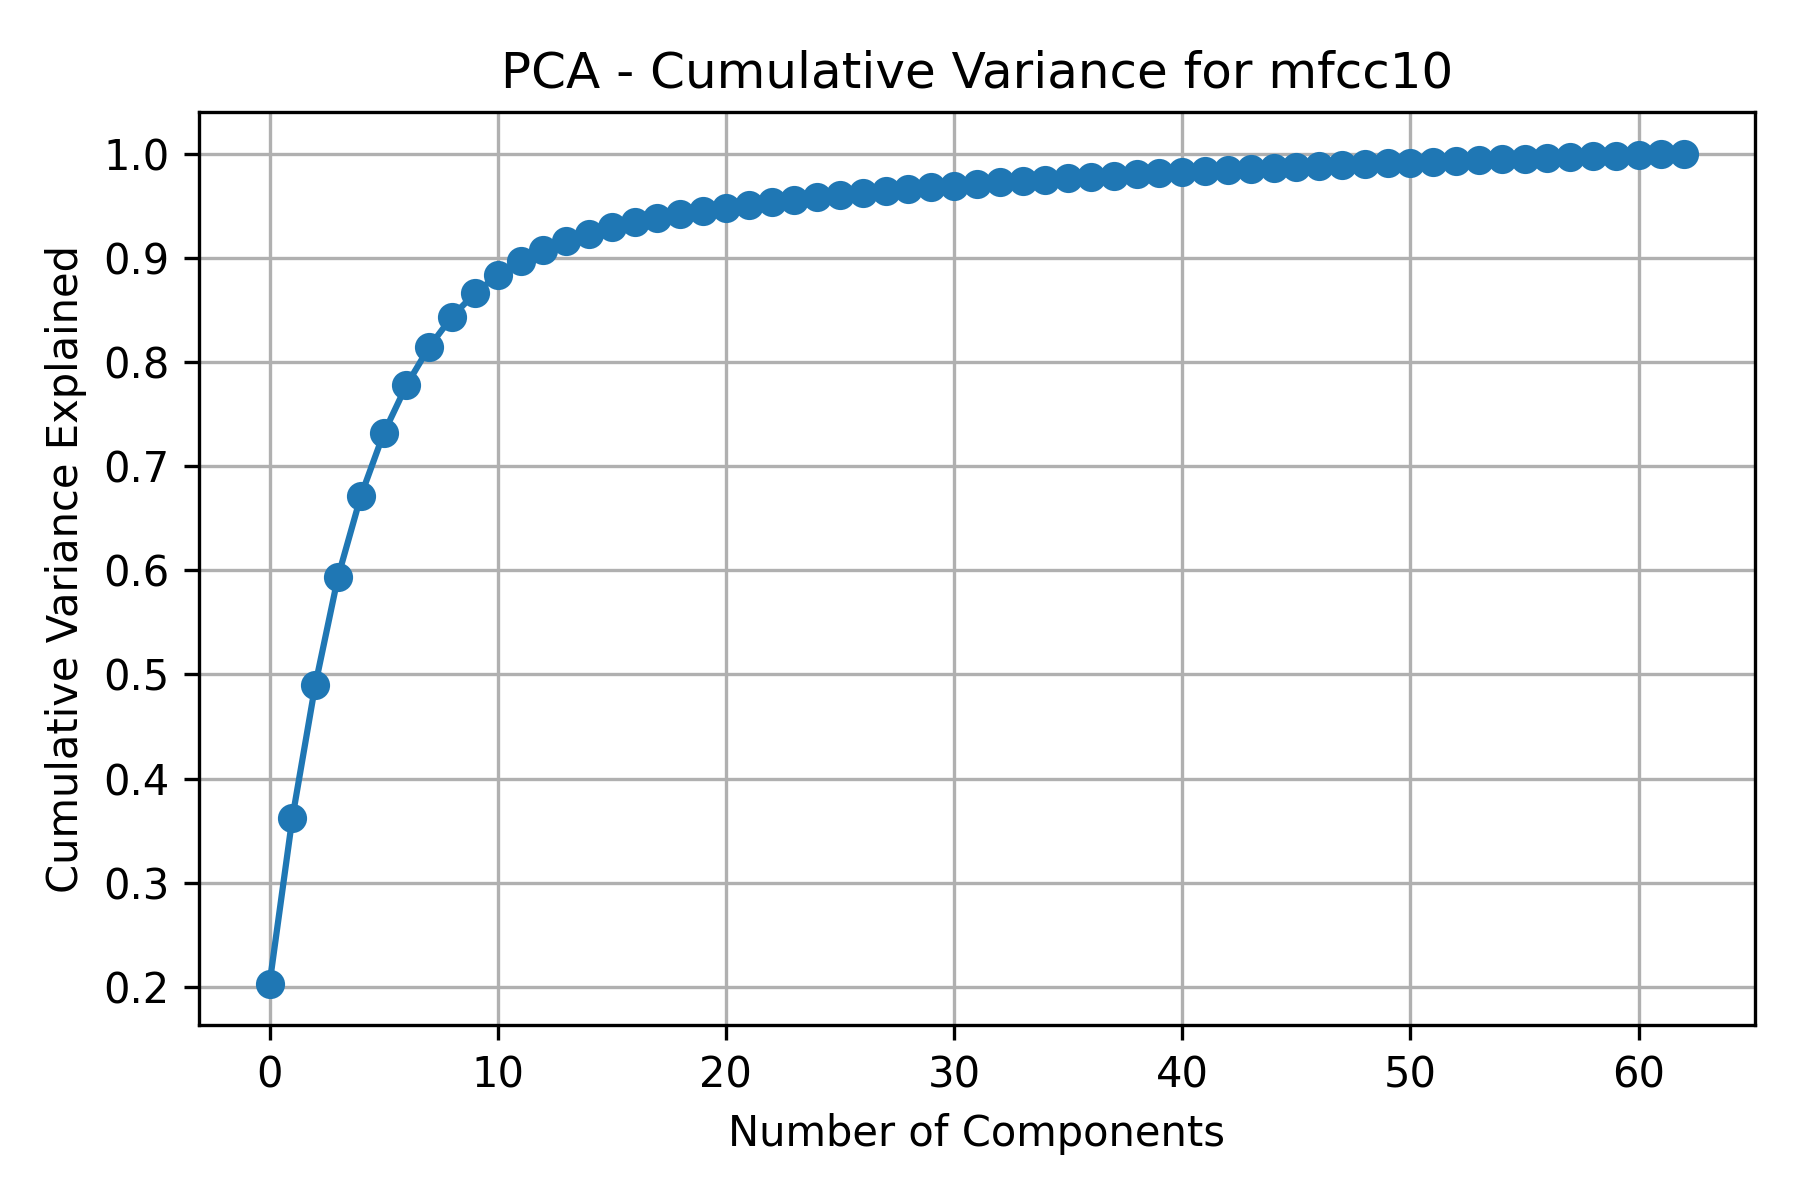 PCA - Cumulative Variance for mfcc10
Cumulative Variance Explained
1.0
0.9
0.8
0.7
0.6
0.5
0.4
0.3
0.2
0 10 20 30 40 50 60
Number of Components